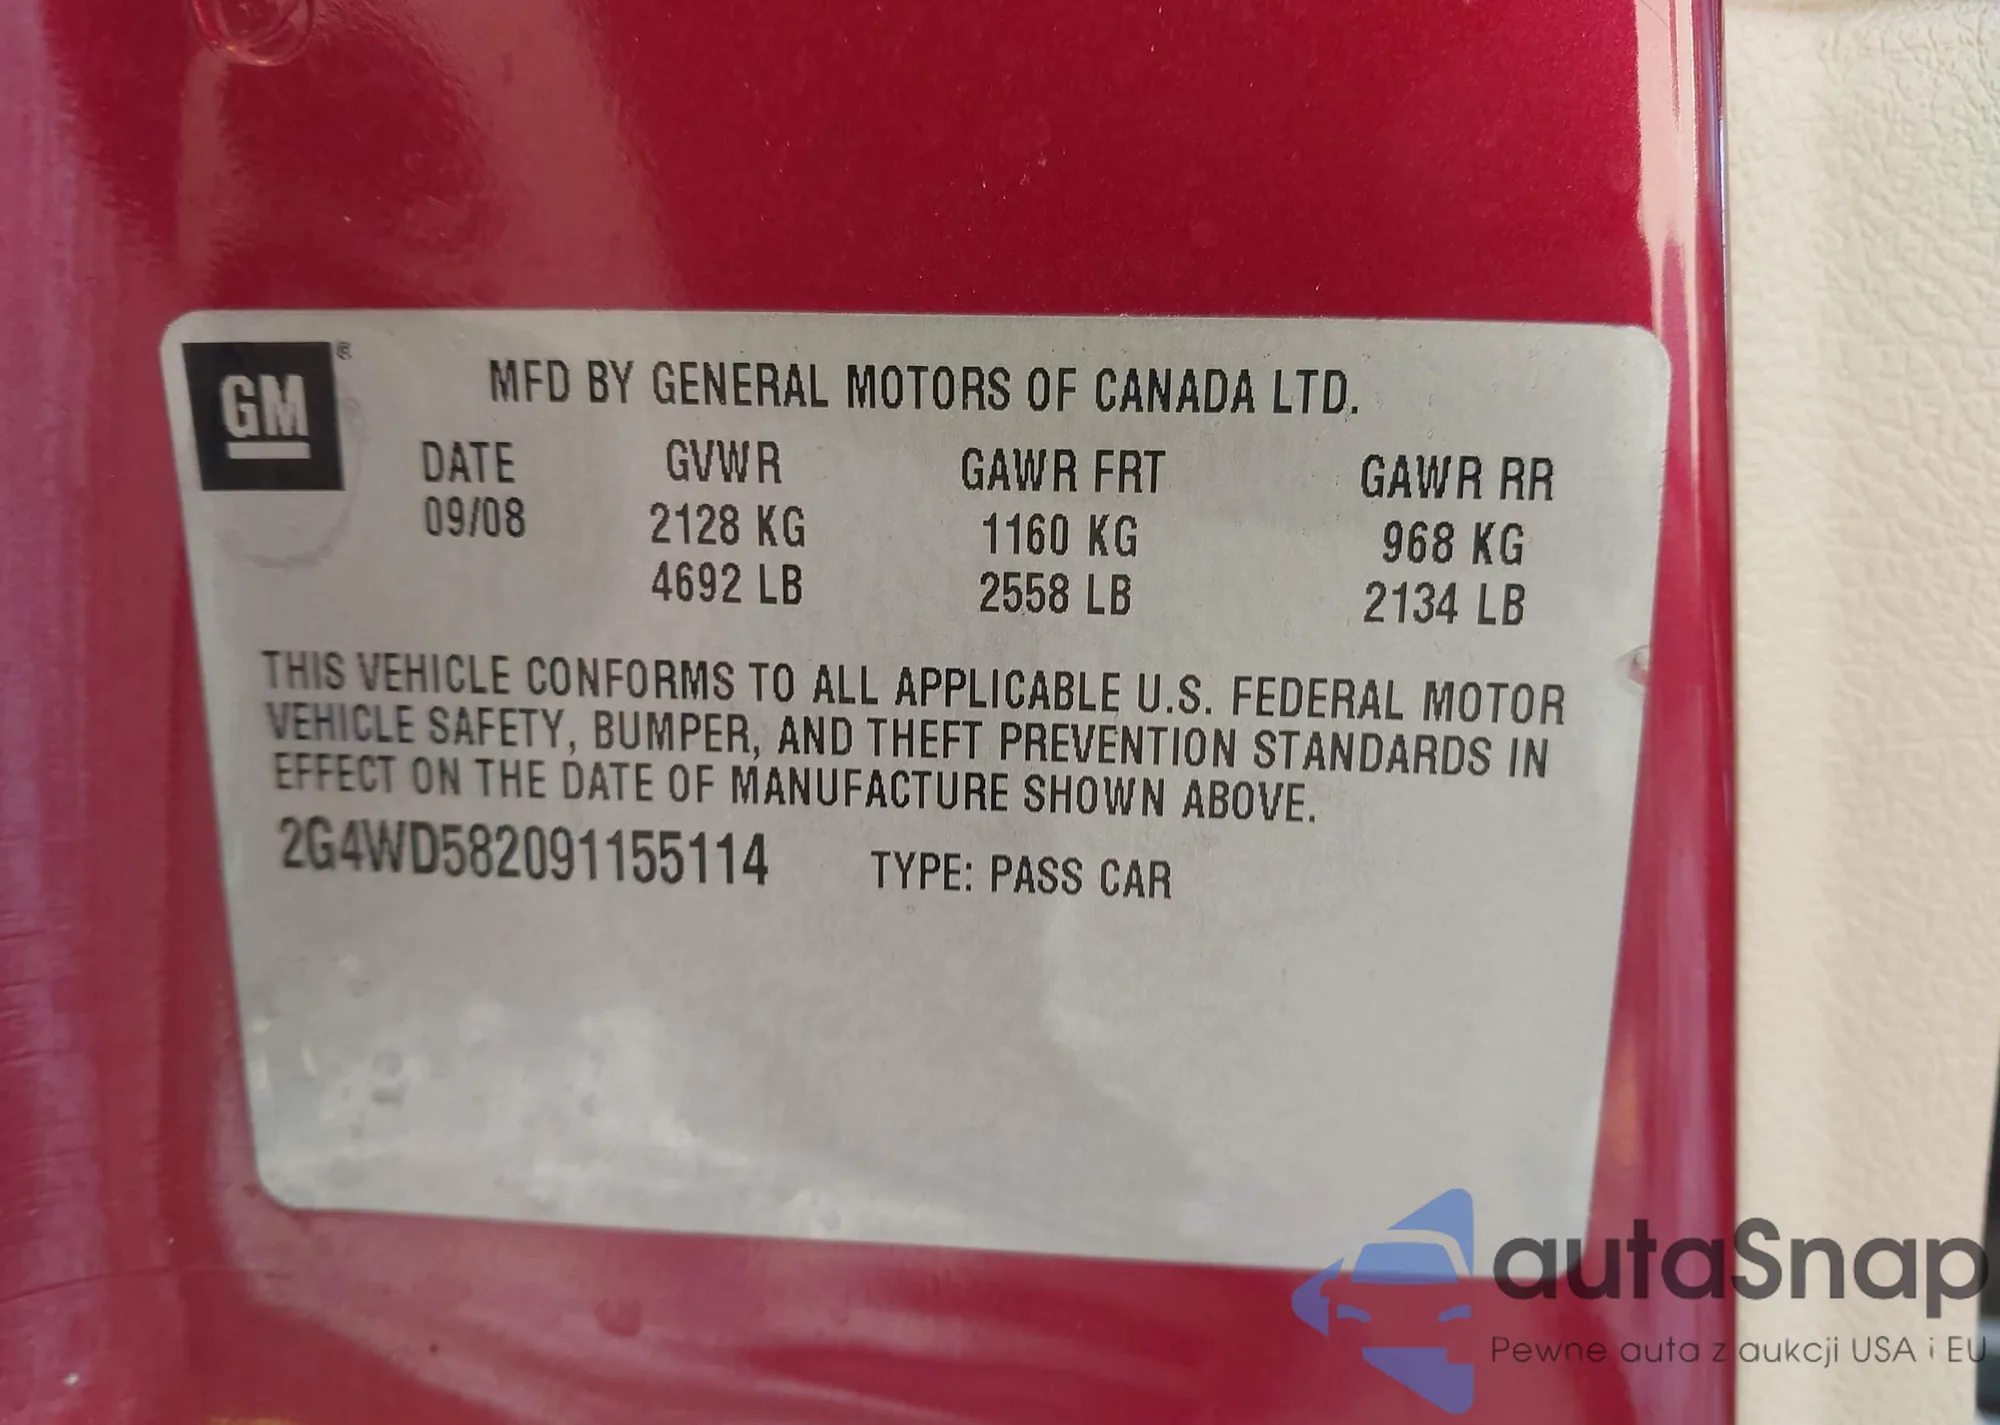 GM ®
MFD BY GENERAL MOTORS OF CANADA LTD.
DATE GVWR GAWR FRT GAWR RR
09/08 2128 KG 1160 KG 968 KG
4692 LB 2558 LB 2134 LB
THIS VEHICLE CONFORMS TO ALL APPLICABLE U.S. FEDERAL MOTOR
VEHICLE SAFETY, BUMPER, AND THEFT PREVENTION STANDARDS IN
EFFECT ON THE DATE OF MANUFACTURE SHOWN ABOVE.
2G4WD582091155114 TYPE: PASS CAR
autaSnap
Pewne auta z aukcji USA i EU